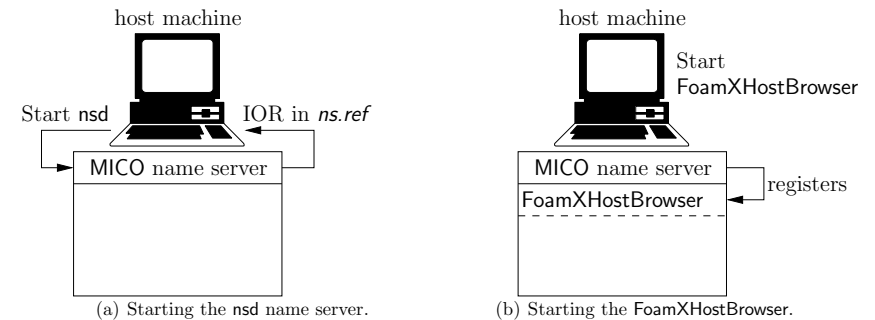 host machine
Start nsd
IOR in ns.ref
MICO name server
(a) Starting the nsd name server.
host machine
Start
FoamXHostBrowser
MICO name server
registers
FoamXHostBrowser
(b) Starting the FoamXHostBrowser.